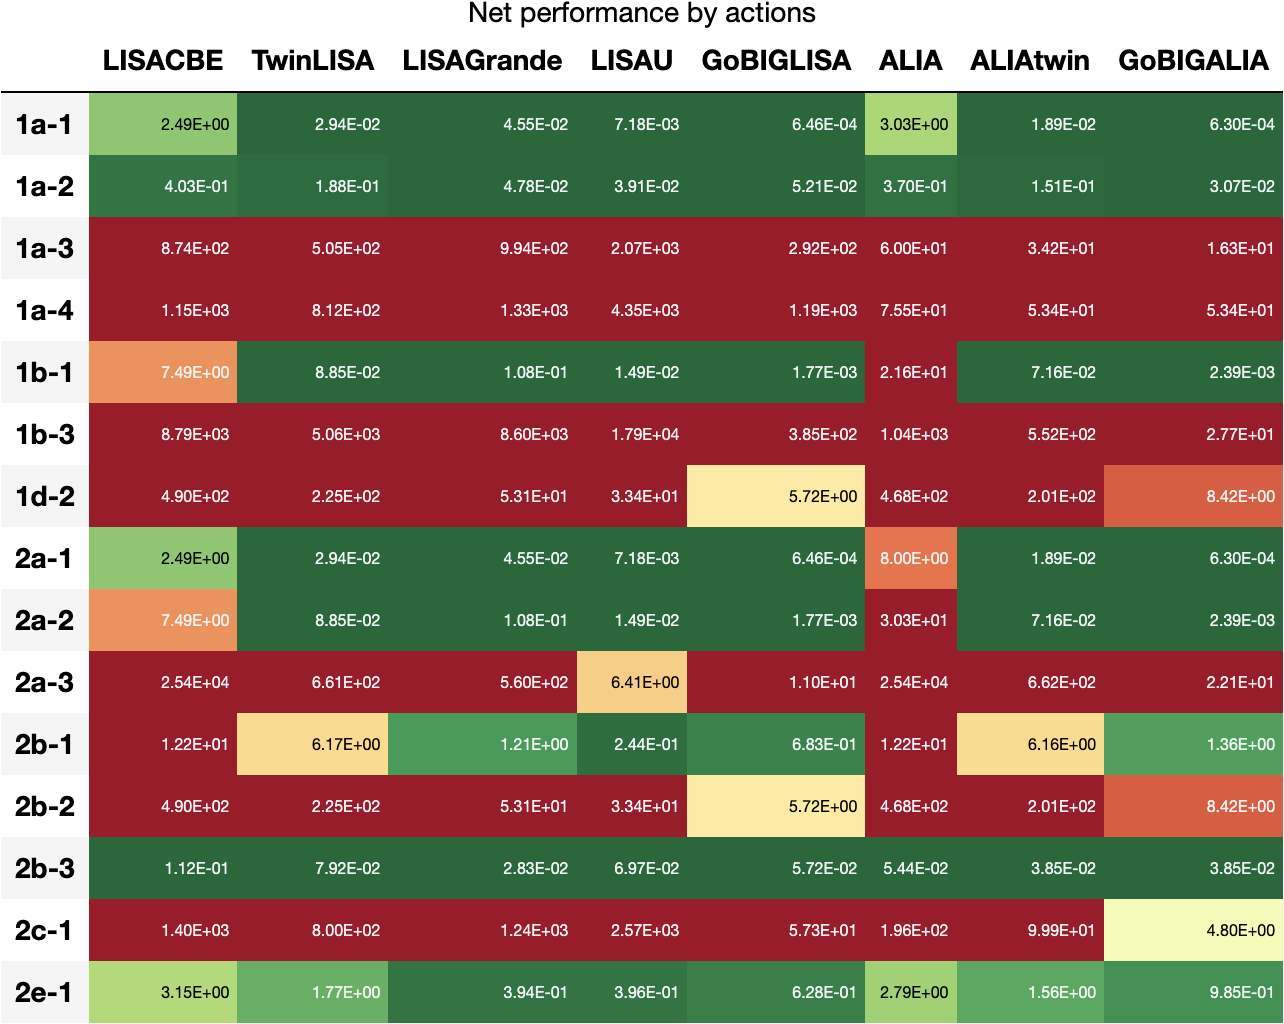 Net performance by actions
LISACBE TwinLISA LISAGrande LISAU GoBIGLISA ALIA ALIAtwin GoBIGALIA
1a-1 2.49E+00 2.94E-02 4.55E-02 7.18E-03 6.46E-04 3.03E+00 1.89E-02 6.30E-04
1a-2 4.03E-01 1.88E-01 4.78E-02 3.91E-02 5.21E-02 3.70E-01 1.51E-01 3.07E-02
1a-3 8.74E+02 5.05E+02 9.94E+02 2.07E+03 2.92E+02 6.00E+01 3.42E+01 1.63E+01
1a-4 1.15E+03 8.12E+02 1.33E+03 4.35E+03 1.19E+03 7.55E+01 5.34E+01 5.34E+01
1b-1 7.49E+00 8.85E-02 1.08E-01 1.49E-02 1.77E-03 2.16E+01 7.16E-02 2.39E-03
1b-3 8.79E+03 5.06E+03 8.60E+03 1.79E+04 3.85E+02 1.04E+03 5.52E+02 2.77E+01
1d-2 4.90E+02 2.25E+02 5.31E+01 3.34E+01 5.72E+00 4.68E+02 2.01E+02 8.42E+00
2a-1 2.49E+00 2.94E-02 4.55E-02 7.18E-03 6.46E-04 8.00E+00 1.89E-02 6.30E-04
2a-2 7.49E+00 8.85E-02 1.08E-01 1.49E-02 1.77E-03 3.03E+01 7.16E-02 2.39E-03
2a-3 2.54E+04 6.61E+02 5.60E+02 6.41E+00 1.10E+01 2.54E+04 6.62E+02 2.21E+01
2b-1 1.22E+01 6.17E+00 1.21E+00 2.44E-01 6.83E-01 1.22E+01 6.16E+00 1.36E+00
2b-2 4.90E+02 2.25E+02 5.31E+01 3.34E+01 5.72E+00 4.68E+02 2.01E+02 8.42E+00
2b-3 1.12E-01 7.92E-02 2.83E-02 6.97E-02 5.72E-02 5.44E-02 3.85E-02 3.85E-02
2c-1 1.40E+03 8.00E+02 1.24E+03 2.57E+03 5.73E+01 1.96E+02 9.99E+01 4.80E+00
2e-1 3.15E+00 1.77E+00 3.94E-01 3.96E-01 6.28E-01 2.79E+00 1.56E+00 9.85E-01